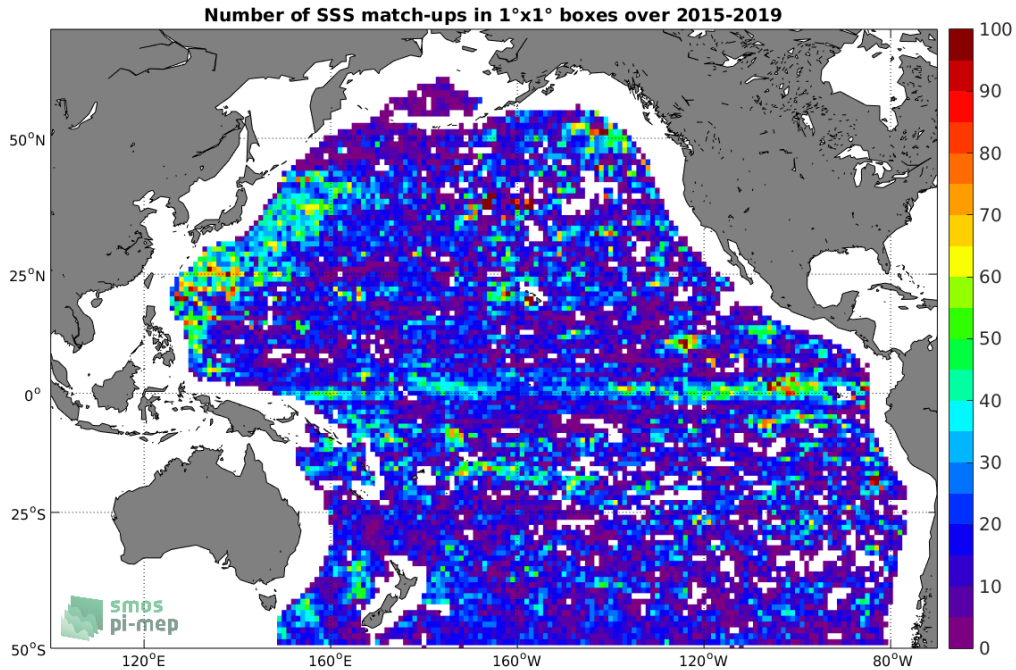 Number of SSS match-ups in 1°x1° boxes over 2015-2019
50°N
25°N
0°
25°S
50°S
120°E
160°E
160°W
120°W
80°W
100
90
80
70
60
50
40
30
20
10
0
smos
pi-mep